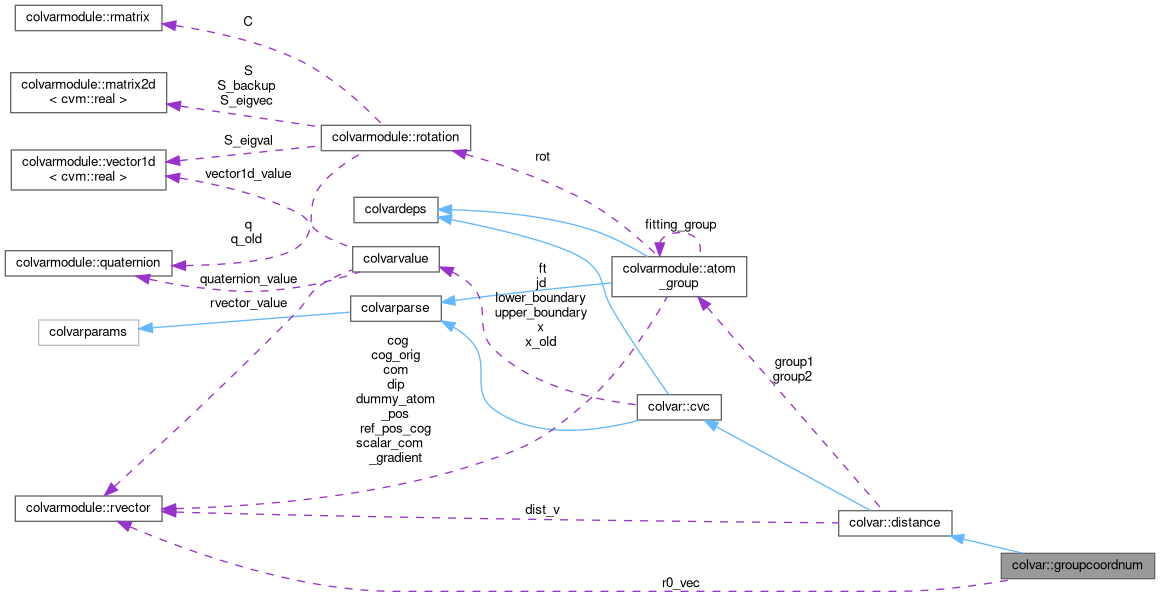 colvarmodule::rmatrix
C
colvarmodule::matrix2d
< cvm::real >
S
S_backup
S_eigvec
colvarmodule::rotation
S_eigval
colvarmodule::vector1d
< cvm::real >
vector1d_value
rot
colvardeps
fitting_group
q
q_old
colvarmodule::quaternion
colvarvalue
colvarmodule::atom
_group
quaternion_value
rvector_value
ft
jd
lower_boundary
upper_boundary
x
x_old
colvarparse
colvarparams
cog
cog_orig
com
dip
dummy_atom
_pos
ref_pos_cog
scalar_com
_gradient
group1
group2
colvar::cvc
colvarmodule::rvector
dist_v
colvar::distance
colvar::groupcoordnum
r0_vec